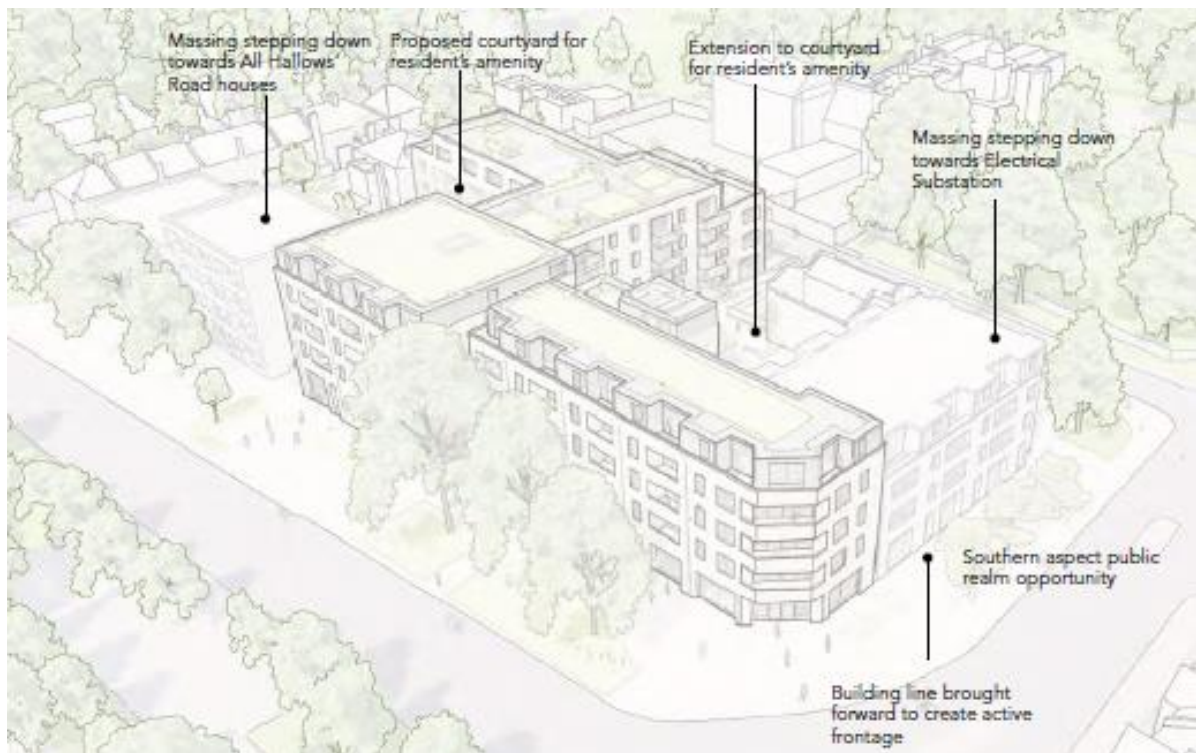 Massing stepping down
towards All Hallows'
Road houses
Proposed courtyard for
resident's amenity
Extension to courtyard
for resident's amenity
Massing stepping down
towards Electrical
Substation
Southern aspect public
realm opportunity
Building line brought
forward to create active
frontage